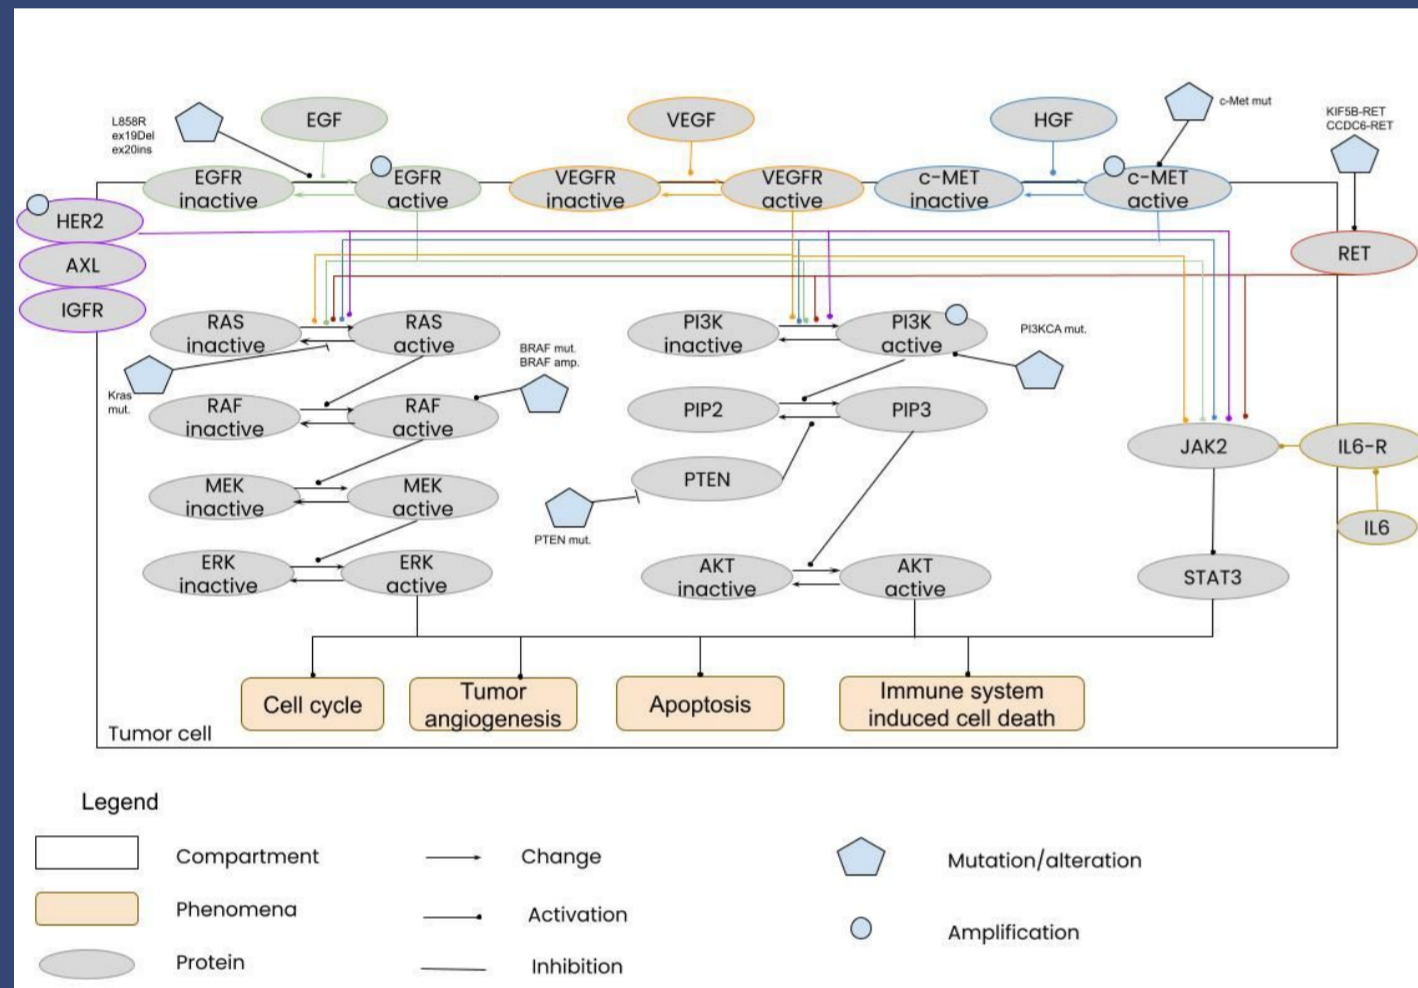 L858R
ex19Del
ex20ins
EGF
VEGF
HGF
c-Met mut
KIF5B-RET
CCDC6-RET
EGFR
inactive
EGFR
active
VEGFR
inactive
VEGFR
active
c-MET
inactive
c-MET
active
HER2
AXL
IGFR
RET
RAS
inactive
RAS
active
PI3K
inactive
PI3K
active
PI3KCA mut.
Kras
mut.
BRAF mut.
BRAF amp.
RAF
inactive
RAF
active
PIP2
PIP3
JAK2
IL6-R
MEK
inactive
MEK
active
PTEN
PTEN mut.
IL6
ERK
inactive
ERK
active
AKT
inactive
AKT
active
STAT3
Cell cycle
Tumor
angiogenesis
Apoptosis
Immune system
induced cell death
Tumor cell
Legend
Compartment
Change
Mutation/alteration
Phenomena
Activation
Amplification
Protein
Inhibition